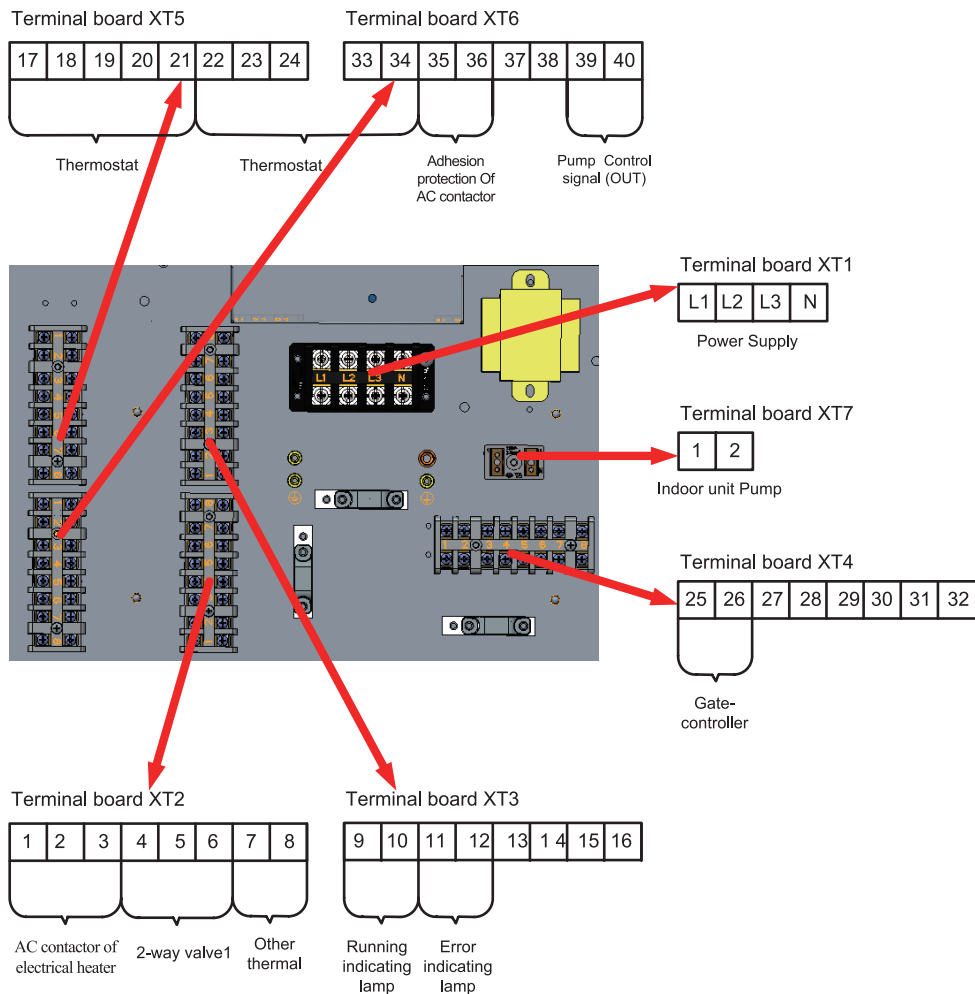 Terminal board XT5
17 18 19 20 21 22 23 24
Thermostat
Terminal board XT6
33 34 35 36 37 38 39 40
Thermostat
Adhesion
protection Of
AC contactor
Pump Control
signal (OUT)
L1 L2 L3 N
Terminal board XT1
L1 L2 L3 N
Power Supply
Terminal board XT7
1 2
Indoor unit Pump
Terminal board XT4
25 26 27 28 29 30 31 32
Gate-
controller
Terminal board XT2
1 2 3 4 5 6 7 8
AC contactor of
electrical heater
2-way valve1
Other
thermal
Terminal board XT3
9 10 11 12 13 1 4 15 16
Running
indicating
lamp
Error
indicating
lamp